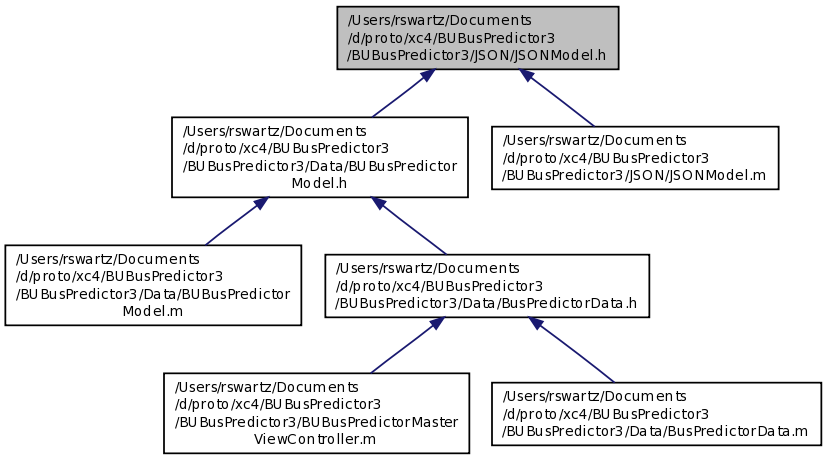 /Users/rswartz/Documents
/d/proto/xc4/BUBusPredictor3
/BUBusPredictor3/JSON/JSONModel.h
/Users/rswartz/Documents
/d/proto/xc4/BUBusPredictor3
/BUBusPredictor3/Data/BUBusPredictor
Model.h
/Users/rswartz/Documents
/d/proto/xc4/BUBusPredictor3
/BUBusPredictor3/JSON/JSONModel.m
/Users/rswartz/Documents
/d/proto/xc4/BUBusPredictor3
/BUBusPredictor3/Data/BUBusPredictor
Model.m
/Users/rswartz/Documents
/d/proto/xc4/BUBusPredictor3
/BUBusPredictor3/Data/BusPredictorData.h
/Users/rswartz/Documents
/d/proto/xc4/BUBusPredictor3
/BUBusPredictor3/BUBusPredictorMaster
ViewController.m
/Users/rswartz/Documents
/d/proto/xc4/BUBusPredictor3
/BUBusPredictor3/Data/BusPredictorData.m